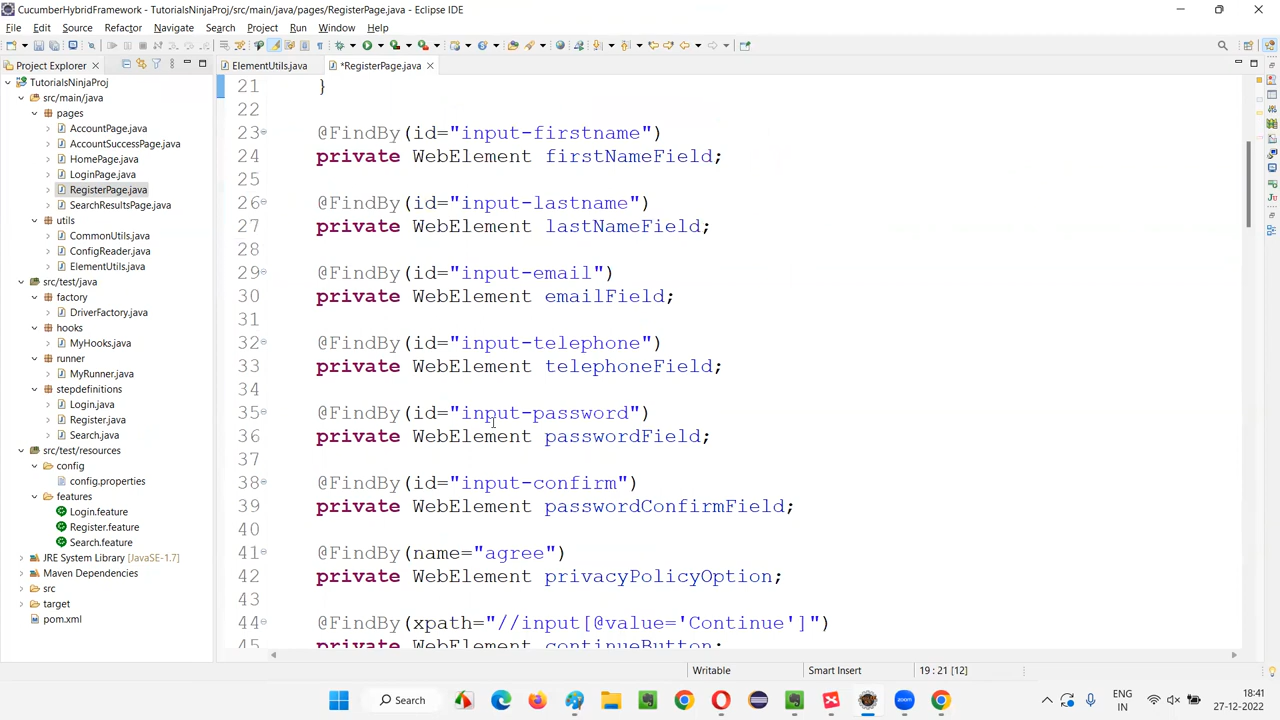 CucumberHybridFramework - TutorialsNinjaProj/src/main/java/pages/RegisterPage.java - Eclipse IDE
File Edit Source Refactor Navigate Search Project Run Window Help
Project Explorer
ElementUtils.java
*RegisterPage.java
TutorialsNinjaProj
src/main/java
pages
AccountPage.java
AccountSuccessPage.java
HomePage.java
LoginPage.java
RegisterPage.java
SearchResultsPage.java
utils
CommonUtils.java
ConfigReader.java
ElementUtils.java
src/test/java
factory
DriverFactory.java
hooks
MyHooks.java
runner
MyRunner.java
stepdefinitions
Login.java
Register.java
Search.java
src/test/resources
config
config.properties
features
Login.feature
Register.feature
Search.feature
JRE System Library [JavaSE-1.7]
Maven Dependencies
src
target
pom.xml
21 }
22
23 @FindBy(id="input-firstname")
24 private WebElement firstNameField;
25
26 @FindBy(id="input-lastname")
27 private WebElement lastNameField;
28
29 @FindBy(id="input-email")
30 private WebElement emailField;
31
32 @FindBy(id="input-telephone")
33 private WebElement telephoneField;
34
35 @FindBy(id="input-password")
36 private WebElement passwordField;
37
38 @FindBy(id="input-confirm")
39 private WebElement passwordConfirmField;
40
41 @FindBy(name="agree")
42 private WebElement privacyPolicyOption;
43
44 @FindBy(xpath="//input[@value='Continue']")
45 private WebElement continueButton;
Writable Smart Insert 19 : 21 [12]
Search
zoom
ENG
IN
18:41
27-12-2022